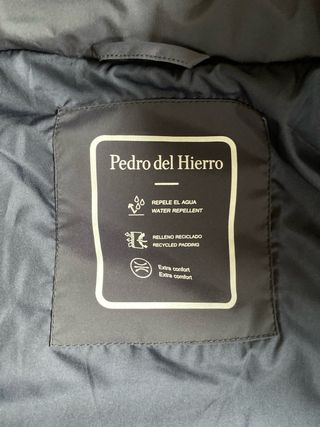 Pedro del Hierro
REPELE EL AGUA
WATER REPELLENT
RELLENO RECICLADO
RECYCLED PADDING
Extra confort
Extra comfort